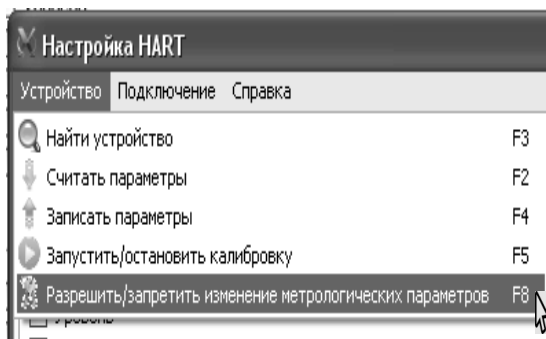 Настройка HART
Устройство Подключение Справка
Найти устройство F3
Считать параметры F2
Записать параметры F4
Запустить/остановить калибровку F5
Разрешить/запретить изменение метрологических параметров F8